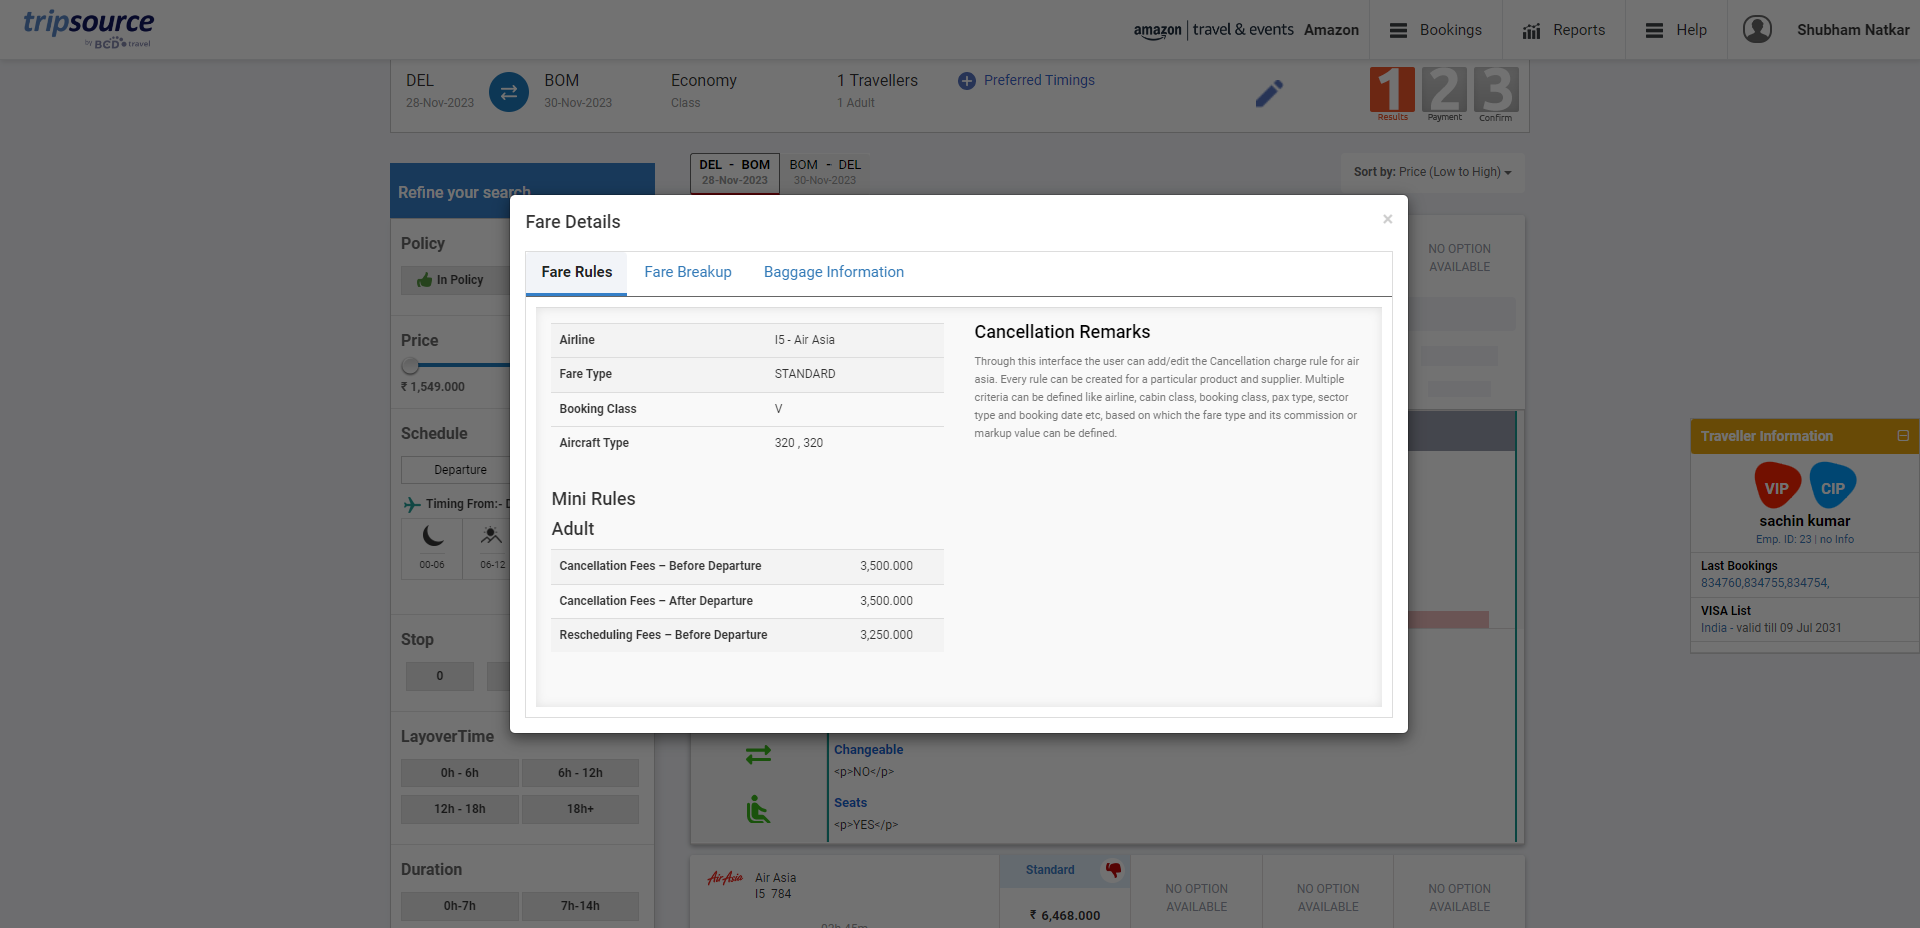 tripsource
by BCD travel
amazon | travel & events Amazon
Bookings
Reports
Help
Shubham Natkar
DEL
28-Nov-2023
BOM
30-Nov-2023
Economy
Class
1 Travellers
1 Adult
Preferred Timings
1 2 3
Results Payment Confirm
Refine your search
DEL - BOM
28-Nov-2023
BOM - DEL
30-Nov-2023
Sort by: Price (Low to High)
Policy
In Policy
Price
₹ 1,549.000
Schedule
Departure
Timing From:- D
00-06
06-12
Stop
0
LayoverTime
0h - 6h
6h - 12h
12h - 18h
18h+
Duration
0h-7h
7h-14h
Fare Details
×
Fare Rules
Fare Breakup
Baggage Information
Airline I5 - Air Asia
Fare Type STANDARD
Booking Class V
Aircraft Type 320 , 320
Mini Rules
Adult
Cancellation Fees – Before Departure 3,500.000
Cancellation Fees – After Departure 3,500.000
Rescheduling Fees – Before Departure 3,250.000
Cancellation Remarks
Through this interface the user can add/edit the Cancellation charge rule for air
asia. Every rule can be created for a particular product and supplier. Multiple
criteria can be defined like airline, cabin class, booking class, pax type, sector
type and booking date etc, based on which the fare type and its commission or
markup value can be defined.
NO OPTION
AVAILABLE
Changeable
<p>NO</p>
Seats
<p>YES</p>
AirAsia
Air Asia
I5 784
02h 45m
Standard
₹ 6,468.000
NO OPTION
AVAILABLE
NO OPTION
AVAILABLE
NO OPTION
AVAILABLE
Traveller Information
VIP
CIP
sachin kumar
Emp. ID: 23 | no Info
Last Bookings
834760,834755,834754,
VISA List
India - valid till 09 Jul 2031